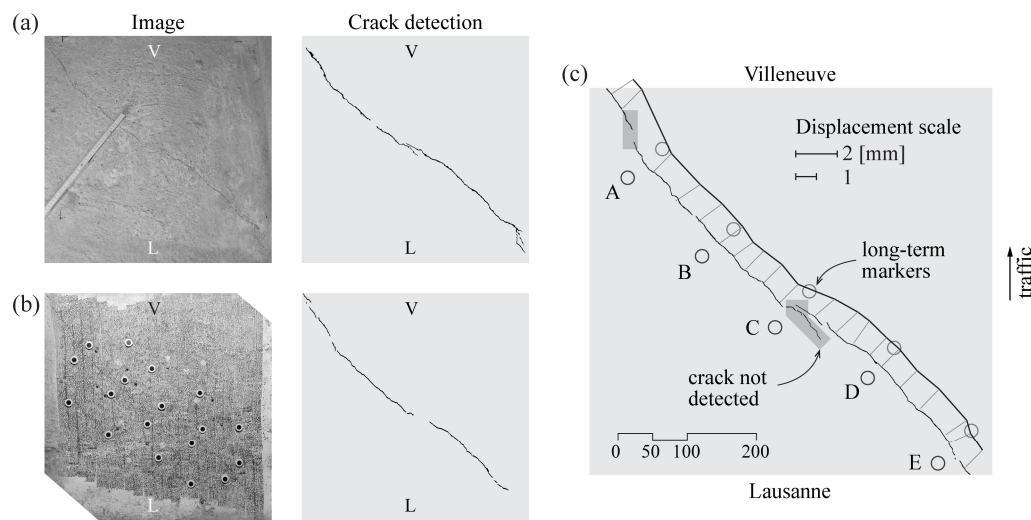 (a)
Image
Crack detection
V
V
L
L
(b)
V
V
L
L
(c)
Villeneuve
Displacement scale
2 [mm]
1
A
B
long-term
markers
C
crack not
detected
D
E
0 50 100 200
Lausanne
traffic